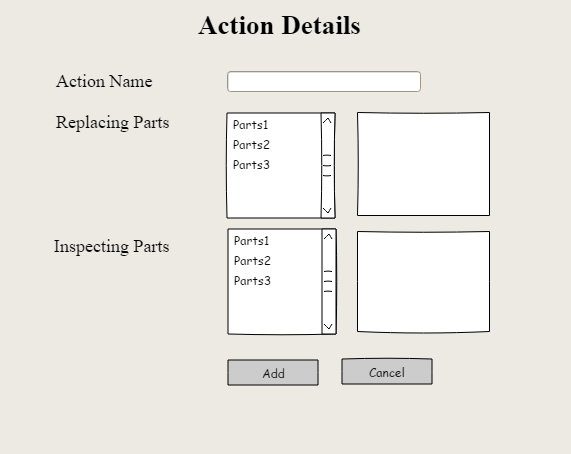 Action Details
Action Name
Replacing Parts
Parts1
Parts2
Parts3
Inspecting Parts
Parts1
Parts2
Parts3
Add
Cancel